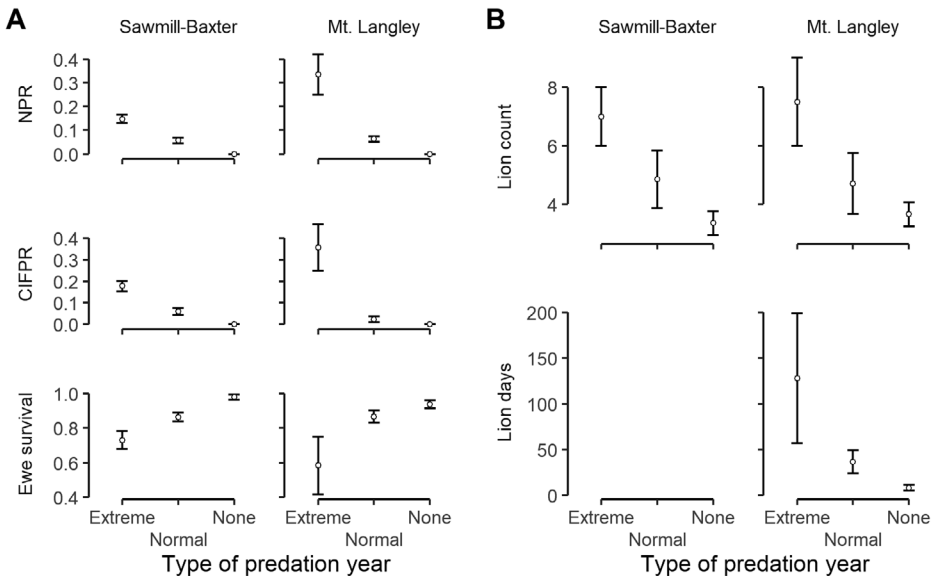 A
Sawmill-Baxter
Mt. Langley
NPR
0.4
0.3
0.2
0.1
0.0
CIFPR
0.4
0.3
0.2
0.1
0.0
Ewe survival
1.0
0.8
0.6
0.4
Extreme None Extreme None
Normal Normal
Type of predation year
B
Sawmill-Baxter
Mt. Langley
Lion count
8
6
4
Lion days
200
150
100
50
0
Extreme None Extreme None
Normal Normal
Type of predation year